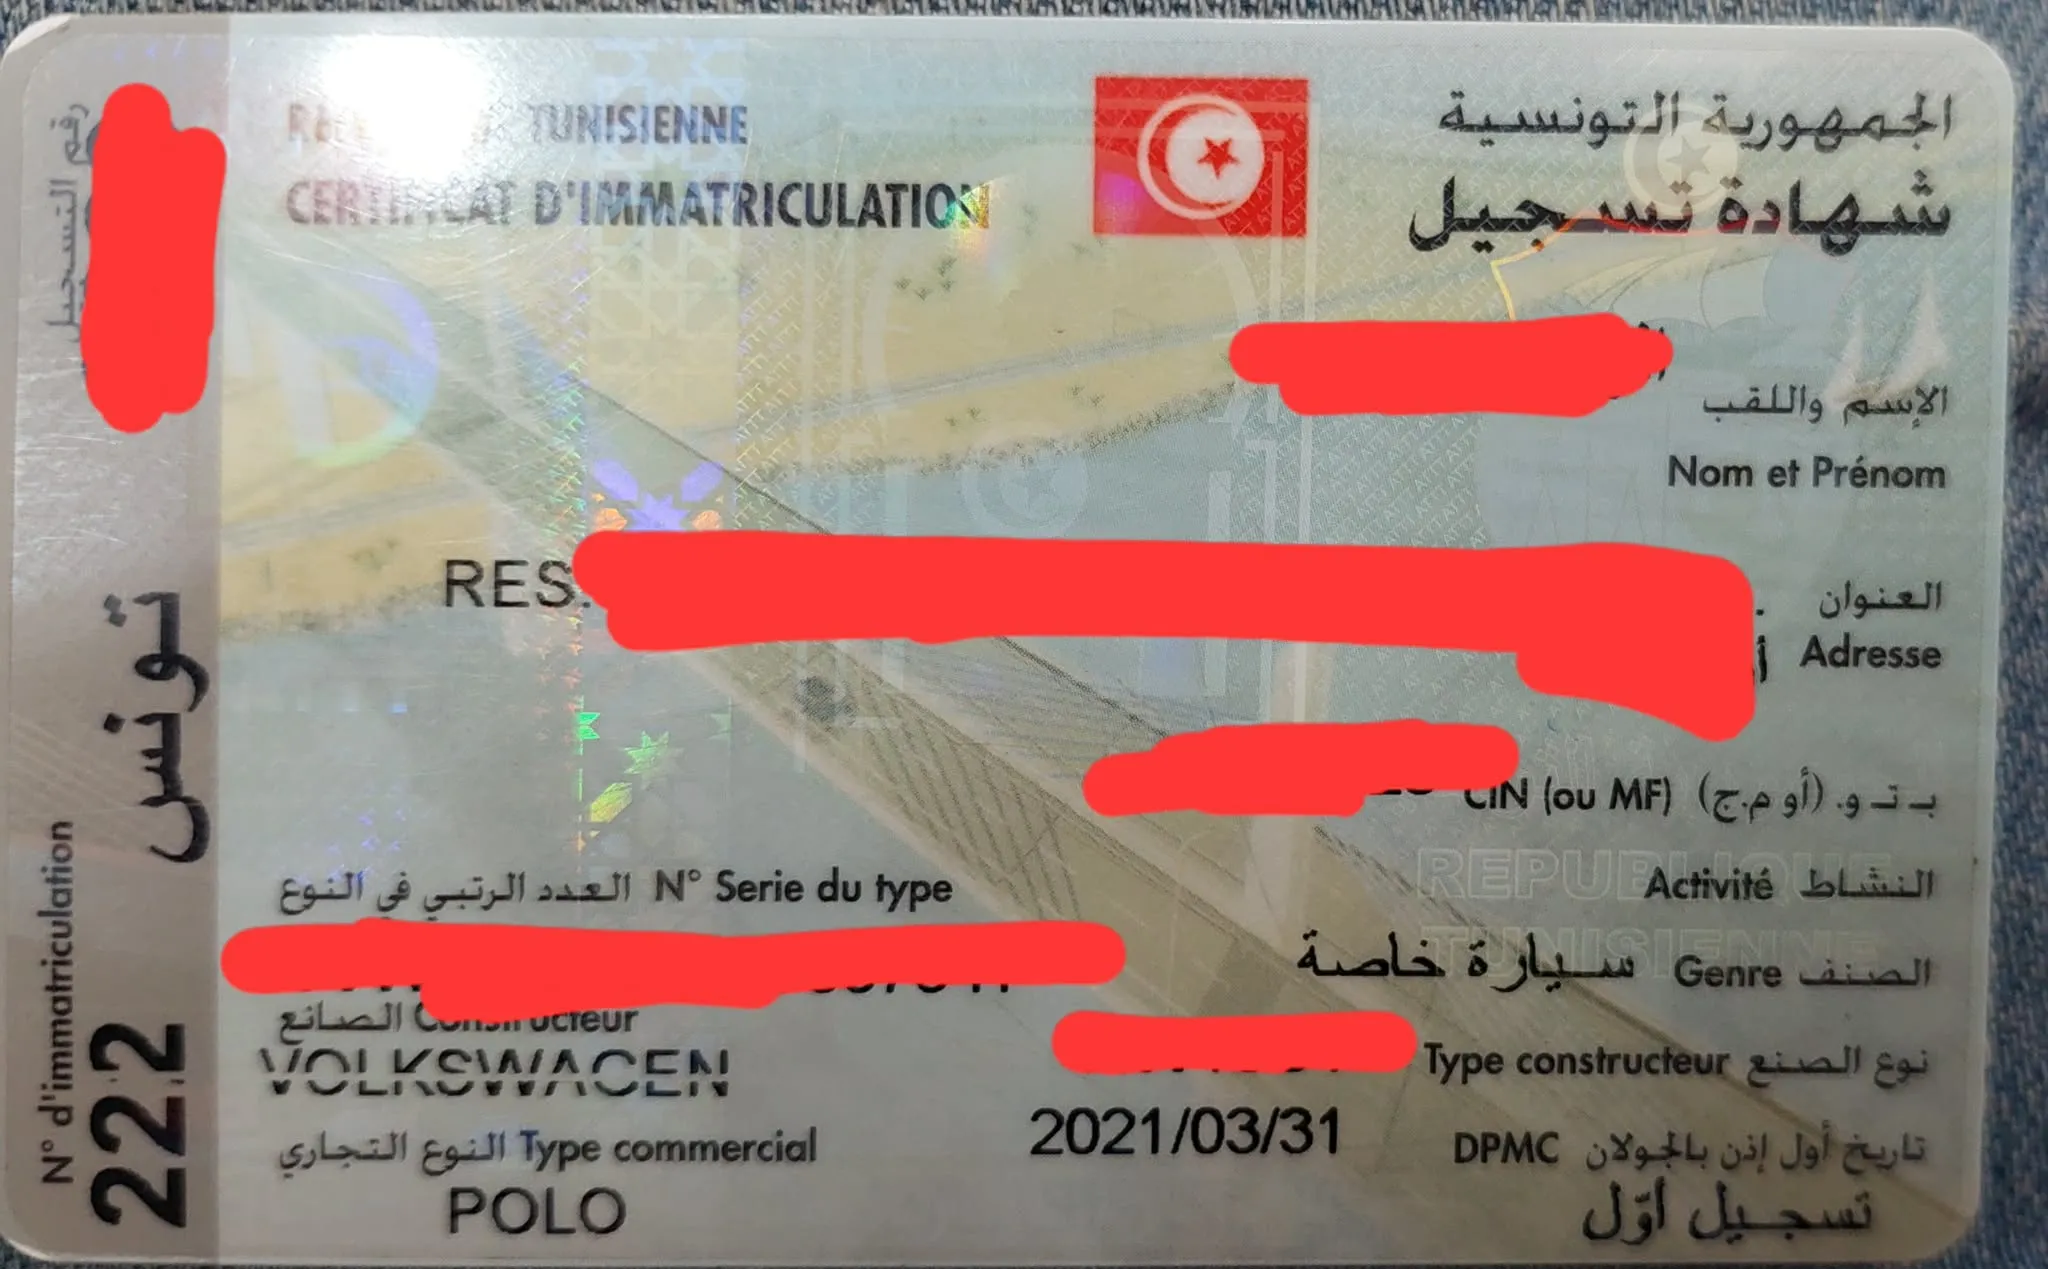 الجمهورية التونسية
شهادة تسجيل
TUNISIENNE
CERTIFICAT D'IMMATRICULATION
رقم التسجيل
تونس
222
N° d'immatriculation
الإسم واللقب
Nom et Prénom
العنوان
RES.
Adresse
CIN (ou MF) ب.ت.و. (أو م.ج)
Activité النشاط
العدد الرتبي في النوع N° Serie du type
سيارة خاصة Genre الصنف
الصانع Constructeur
VOLKSWAGEN
Type constructeur نوع الصنع
2021/03/31 DPMC تاريخ أول إذن بالجولان
النوع التجاري Type commercial
POLO
تسجيل أوّل
REPUBLIQUE
TUNISIENNE